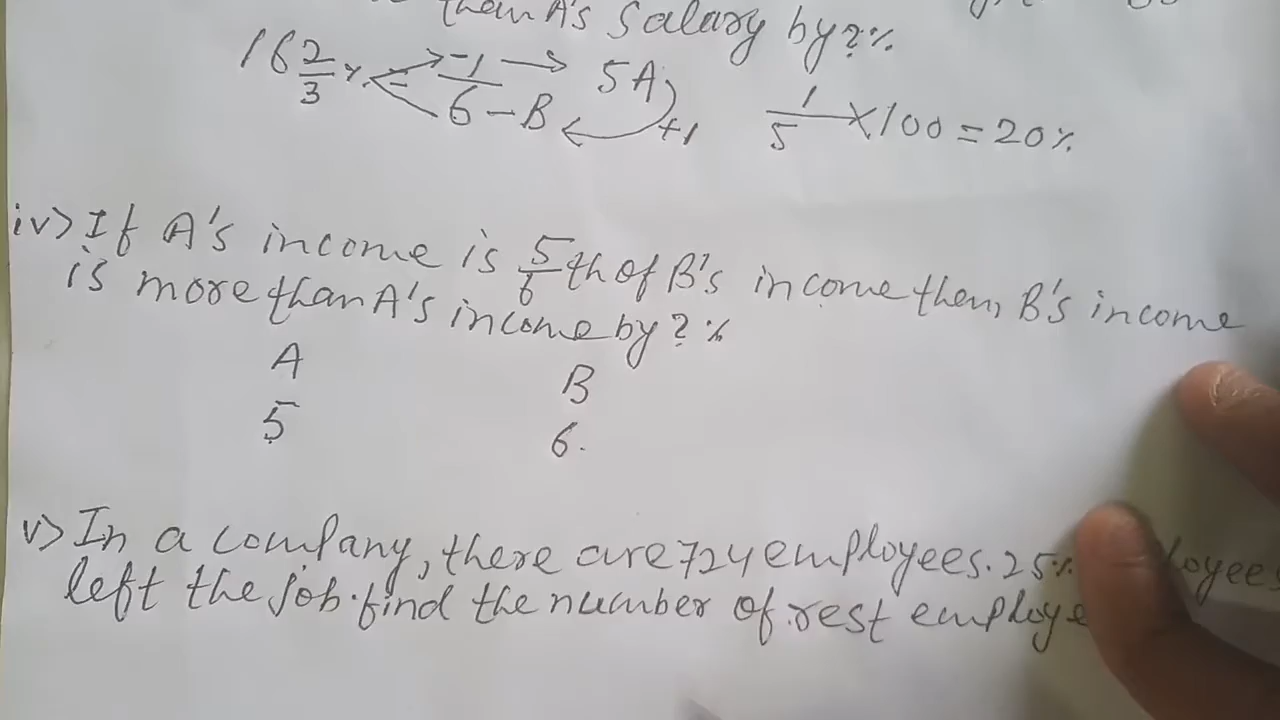 than A's salary by ?%
16 2/3 % = -1/6 - B 5A +1 1/5 × 100 = 20%
iv) If A's income is 5/6 th of B's income then, B's income
is more than A's income by ? %
A B
5 6.
v) In a company, there are 724 employees. 25%
left the job. find the number of rest